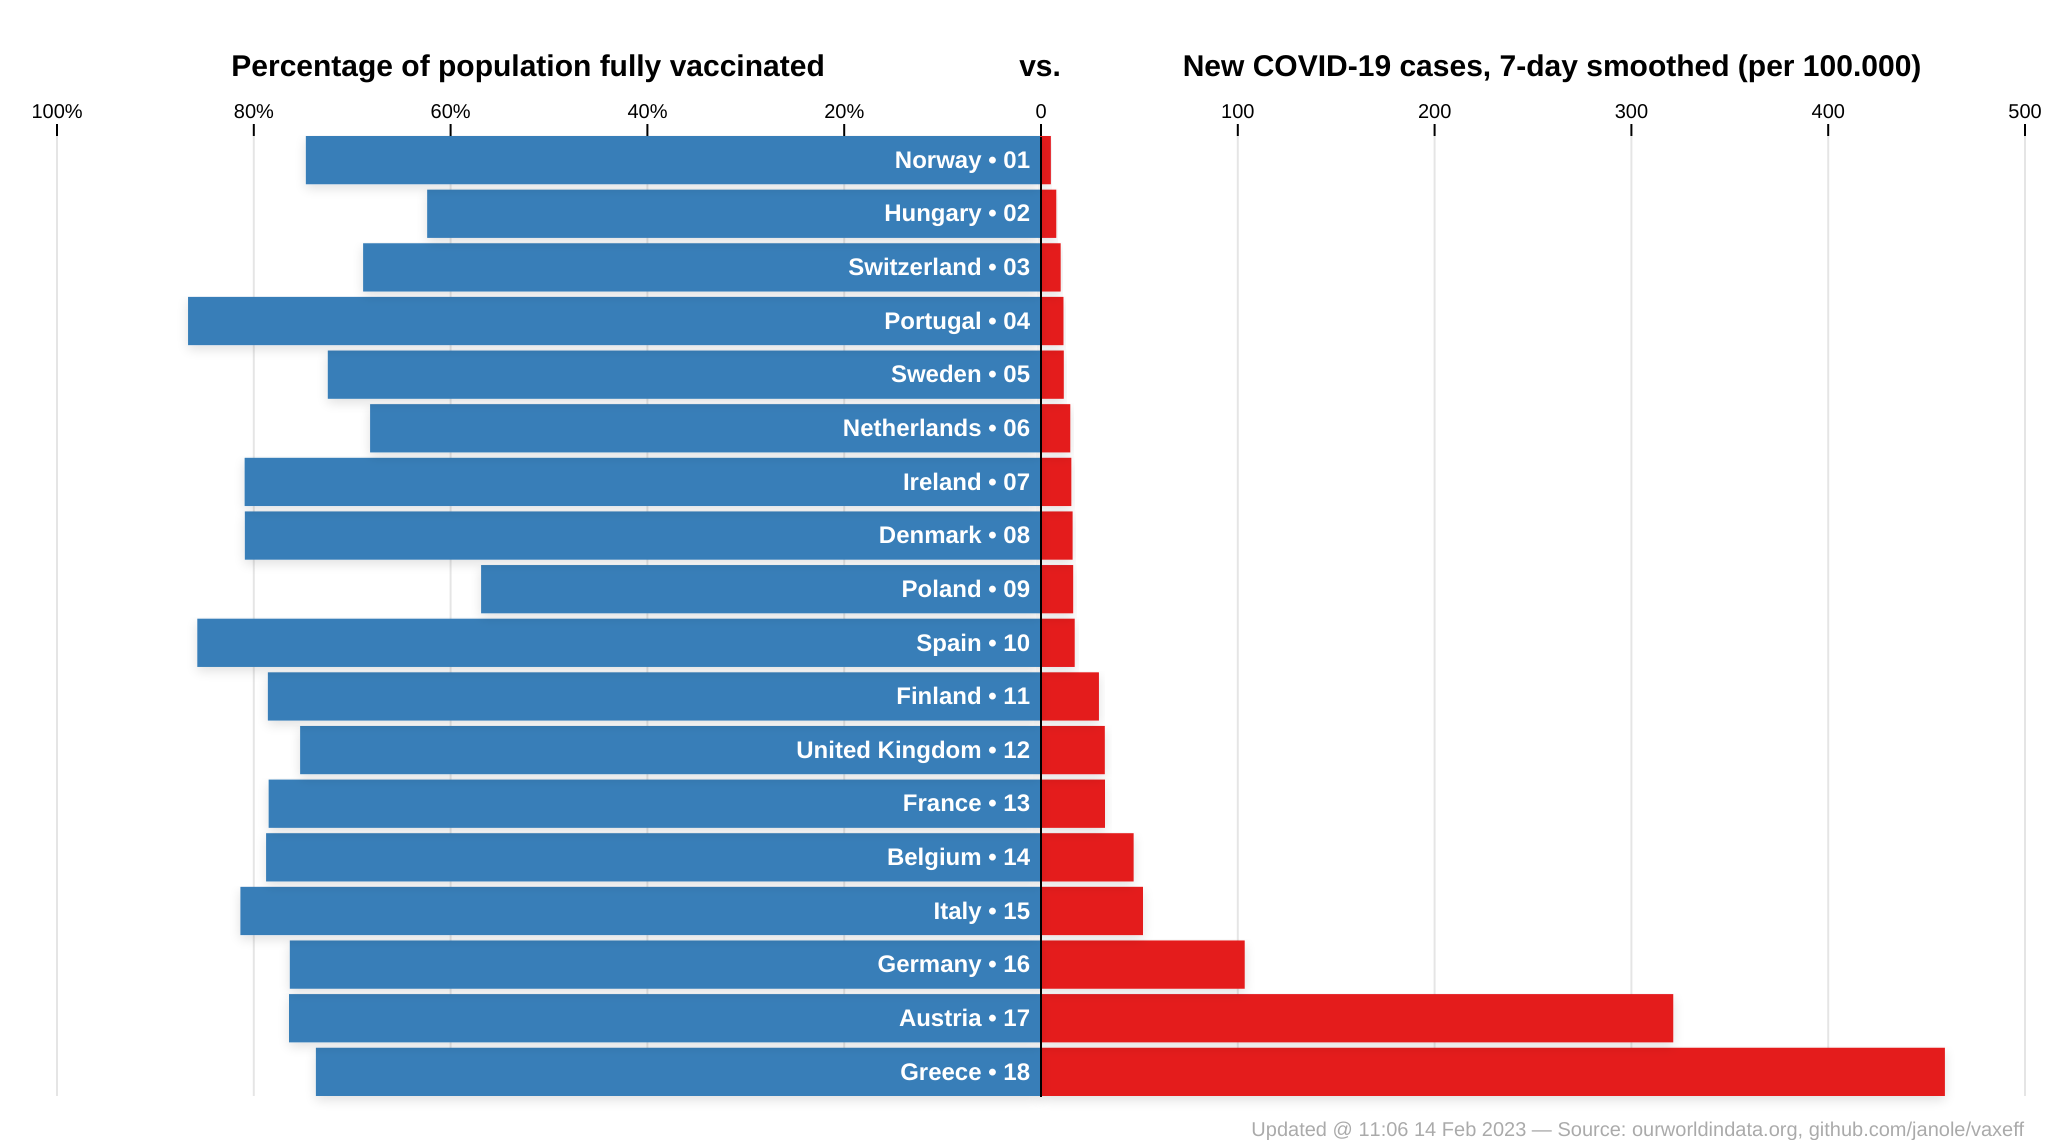 Percentage of population fully vaccinated vs. New COVID-19 cases, 7-day smoothed (per 100.000)
100% 80% 60% 40% 20% 0 100 200 300 400 500
Norway • 01
Hungary • 02
Switzerland • 03
Portugal • 04
Sweden • 05
Netherlands • 06
Ireland • 07
Denmark • 08
Poland • 09
Spain • 10
Finland • 11
United Kingdom • 12
France • 13
Belgium • 14
Italy • 15
Germany • 16
Austria • 17
Greece • 18
Updated @ 11:06 14 Feb 2023 — Source: ourworldindata.org, github.com/janole/vaxeff